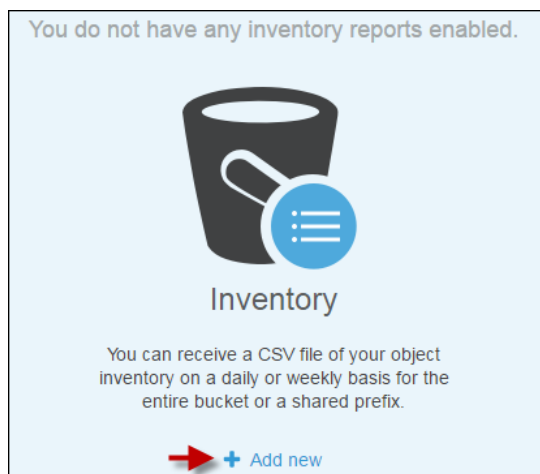 You do not have any inventory reports enabled.
Inventory
You can receive a CSV file of your object
inventory on a daily or weekly basis for the
entire bucket or a shared prefix.
+ Add new